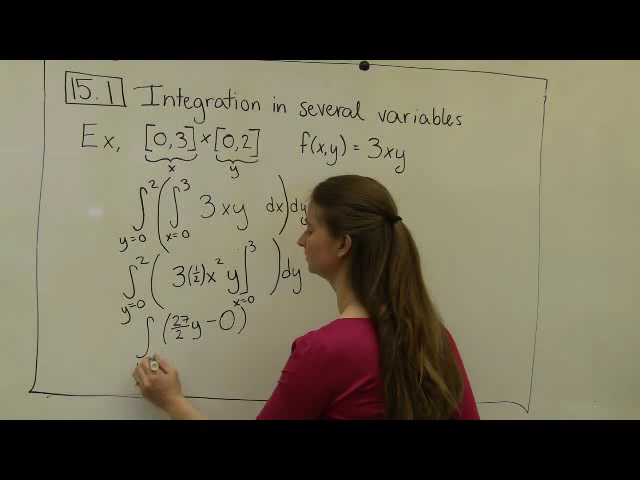 15.1 Integration in several variables
Ex, [0,3] × [0,2] f(x,y) = 3xy
x y
∫_{y=0}^{2} ( ∫_{x=0}^{3} 3xy dx ) dy
∫_{y=0}^{2} ( 3(1/2)x^2 y ]_{x=0}^{3} ) dy
∫ (27/2 y - 0)